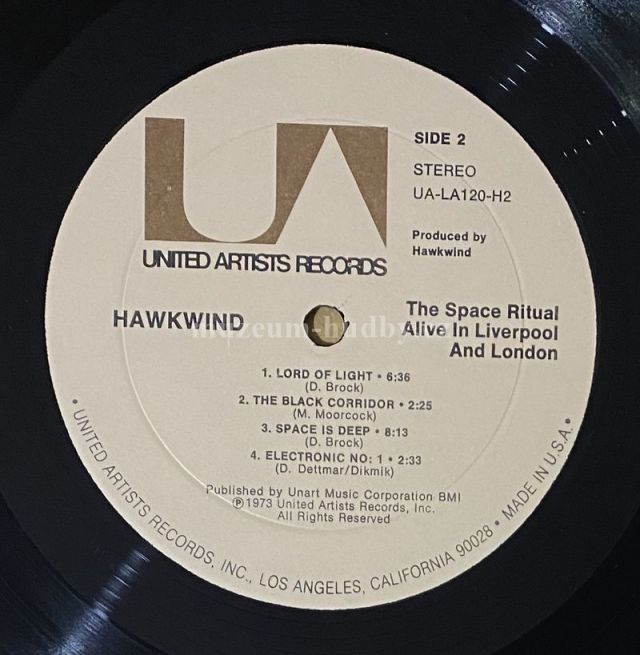 UA
UNITED ARTISTS RECORDS
SIDE 2
STEREO
UA-LA120-H2
Produced by
Hawkwind
HAWKWIND
The Space Ritual
Alive In Liverpool
And London
1. LORD OF LIGHT • 6:36
(D. Brock)
2. THE BLACK CORRIDOR • 2:25
(M. Moorcock)
3. SPACE IS DEEP • 8:13
(D. Brock)
4. ELECTRONIC NO: 1 • 2:33
(D. Dettmar/Dikmik)
Published by Unart Music Corporation BMI
℗1973 United Artists Records, Inc.
All Rights Reserved
• UNITED ARTISTS RECORDS, INC., LOS ANGELES, CALIFORNIA 90028 • MADE IN U.S.A. •